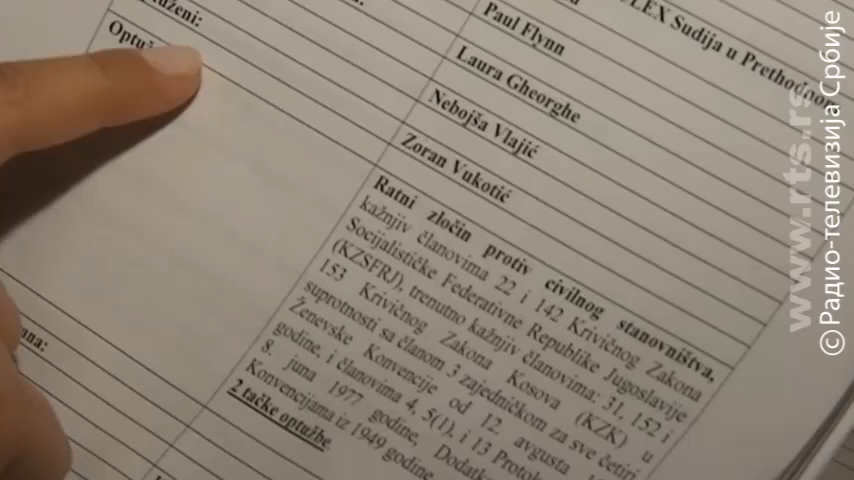 LEX Sudija u Prethodnom
Paul Flynn
Laura Gheorghe
Nebojša Vlajić
Zoran Vukotić
Ratni zločin protiv civilnog stanovništva,
kažnjiv članovima 22 i 142 Krivičnog Zakona
Socijalističke Federativne Republike Jugoslavije
(KZSFRJ), trenutno kažnjiv članovima: 31, 152 i
153 Krivičnog Zakona Kosova (KZK) u
suprotnosti sa članom 3 zajedničkom za sve četiri
Ženevske Konvencije od 12. avgusta
godine, i članovima 4, 5(1), i 13
8. juna 1977 godine,
Konvencijama iz 1949 godine
2 tačke optužbe
www.rts.rs
© Радио-телевизија Србије